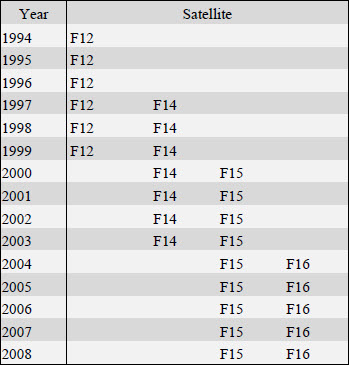 Year Satellite
1994 F12
1995 F12
1996 F12
1997 F12 F14
1998 F12 F14
1999 F12 F14
2000 F14 F15
2001 F14 F15
2002 F14 F15
2003 F14 F15
2004 F15 F16
2005 F15 F16
2006 F15 F16
2007 F15 F16
2008 F15 F16